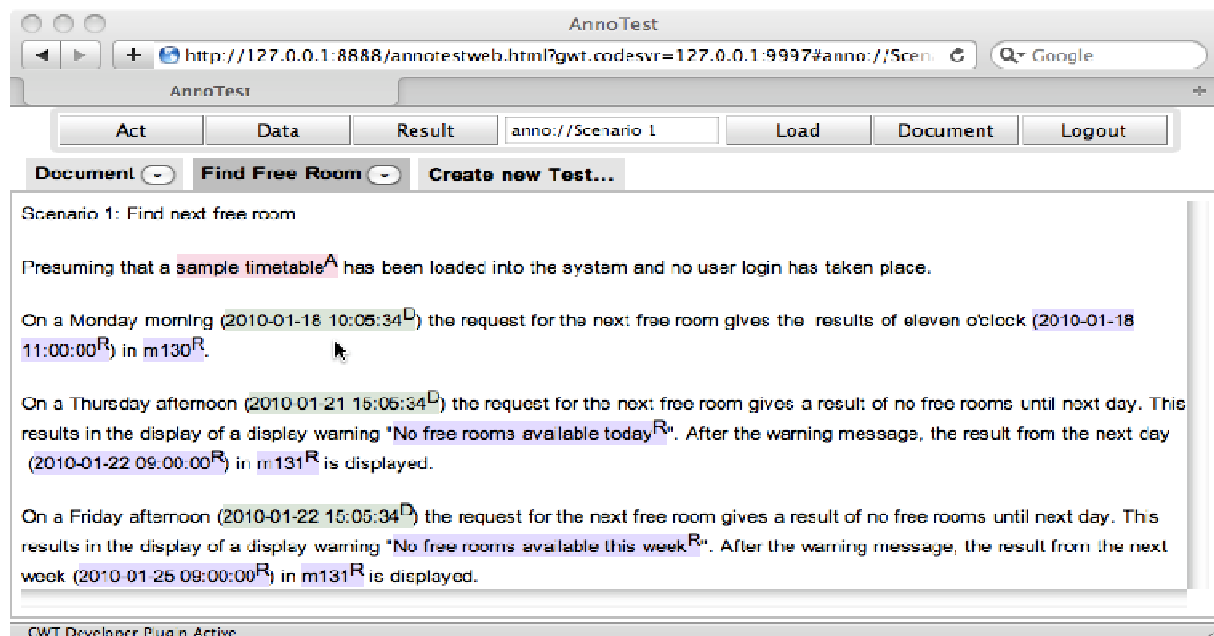 AnnoTest
http://127.0.0.1:8888/annotestweb.html?gwt.codesvr=127.0.0.1:9997#anno://Scen
Google
AnnoTest
Act Data Result anno://Scenario 1 Load Document Logout
Document Find Free Room Create new Test...
Scenario 1: Find next free room
Presuming that a sample timetableA has been loaded into the system and no user login has taken place.
On a Monday morning (2010-01-18 10:05:34D) the request for the next free room gives the results of eleven o'clock (2010-01-18
11:00:00R) in m130R.
On a Thursday afternoon (2010-01-21 15:05:34D) the request for the next free room gives a result of no free rooms until next day. This
results in the display of a display warning "No free rooms available todayR". After the warning message, the result from the next day
(2010-01-22 09:00:00R) in m131R is displayed.
On a Friday afternoon (2010-01-22 15:05:34D) the request for the next free room gives a result of no free rooms until next day. This
results in the display of a display warning "No free rooms available this weekR". After the warning message, the result from the next
week (2010-01-25 09:00:00R) in m131R is displayed.
GWT Developer Plugin Active